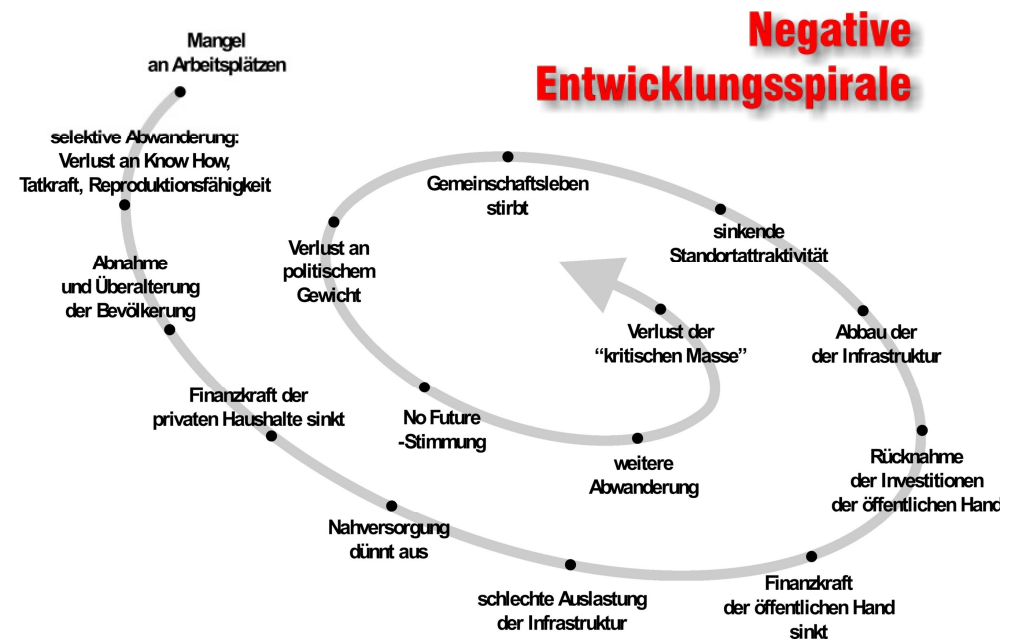 Negative
Entwicklungsspirale
Mangel
an Arbeitsplätzen
selektive Abwanderung:
Verlust an Know How,
Tatkraft, Reproduktionsfähigkeit
Abnahme
und Überalterung
der Bevölkerung
Finanzkraft der
privaten Haushalte sinkt
Nahversorgung
dünnt aus
schlechte Auslastung
der Infrastruktur
Finanzkraft
der öffentlichen Hand
sinkt
Rücknahme
der Investitionen
der öffentlichen Hand
Abbau der
der Infrastruktur
sinkende
Standortattraktivität
Gemeinschaftsleben
stirbt
Verlust an
politischem
Gewicht
No Future
-Stimmung
weitere
Abwanderung
Verlust der
“kritischen Masse”